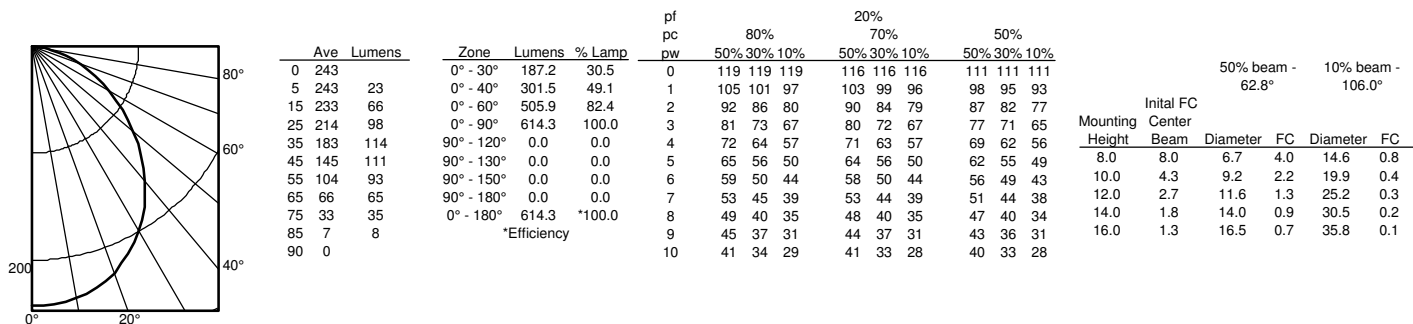 80°
60°
40°
200
0°
20°
Ave Lumens
0 243
5 243 23
15 233 66
25 214 98
35 183 114
45 145 111
55 104 93
65 66 65
75 33 35
85 7 8
90 0
Zone Lumens % Lamp
0° - 30° 187.2 30.5
0° - 40° 301.5 49.1
0° - 60° 505.9 82.4
0° - 90° 614.3 100.0
90° - 120° 0.0 0.0
90° - 130° 0.0 0.0
90° - 150° 0.0 0.0
90° - 180° 0.0 0.0
0° - 180° 614.3 *100.0
*Efficiency
pf 20%
pc 80% 70% 50%
pw 50% 30% 10% 50% 30% 10% 50% 30% 10%
0 119 119 119 116 116 116 111 111 111
1 105 101 97 103 99 96 98 95 93
2 92 86 80 90 84 79 87 82 77
3 81 73 67 80 72 67 77 71 65
4 72 64 57 71 63 57 69 62 56
5 65 56 50 64 56 50 62 55 49
6 59 50 44 58 50 44 56 49 43
7 53 45 39 53 44 39 51 44 38
8 49 40 35 48 40 35 47 40 34
9 45 37 31 44 37 31 43 36 31
10 41 34 29 41 33 28 40 33 28
50% beam - 10% beam -
62.8° 106.0°
Inital FC
Mounting Center
Height Beam Diameter FC Diameter FC
8.0 8.0 6.7 4.0 14.6 0.8
10.0 4.3 9.2 2.2 19.9 0.4
12.0 2.7 11.6 1.3 25.2 0.3
14.0 1.8 14.0 0.9 30.5 0.2
16.0 1.3 16.5 0.7 35.8 0.1